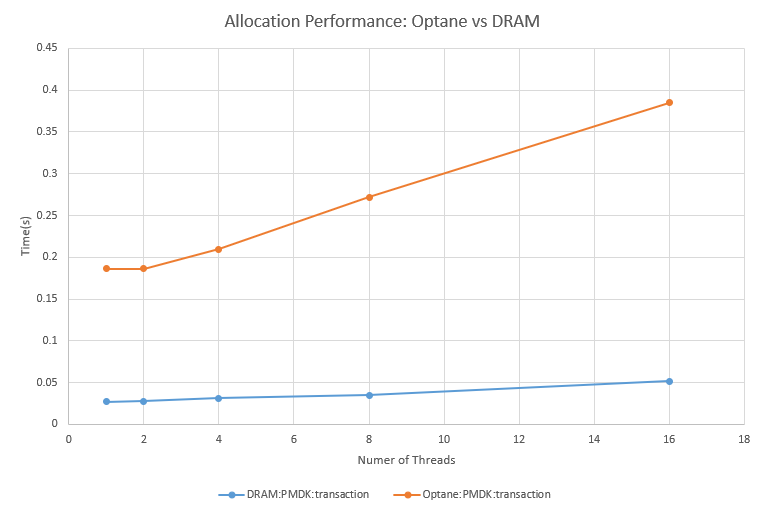 Allocation Performance: Optane vs DRAM
0.45
0.4
0.35
0.3
0.25
0.2
0.15
0.1
0.05
0
Time(s)
0 2 4 6 8 10 12 14 16 18
Numer of Threads
DRAM:PMDK:transaction Optane:PMDK:transaction